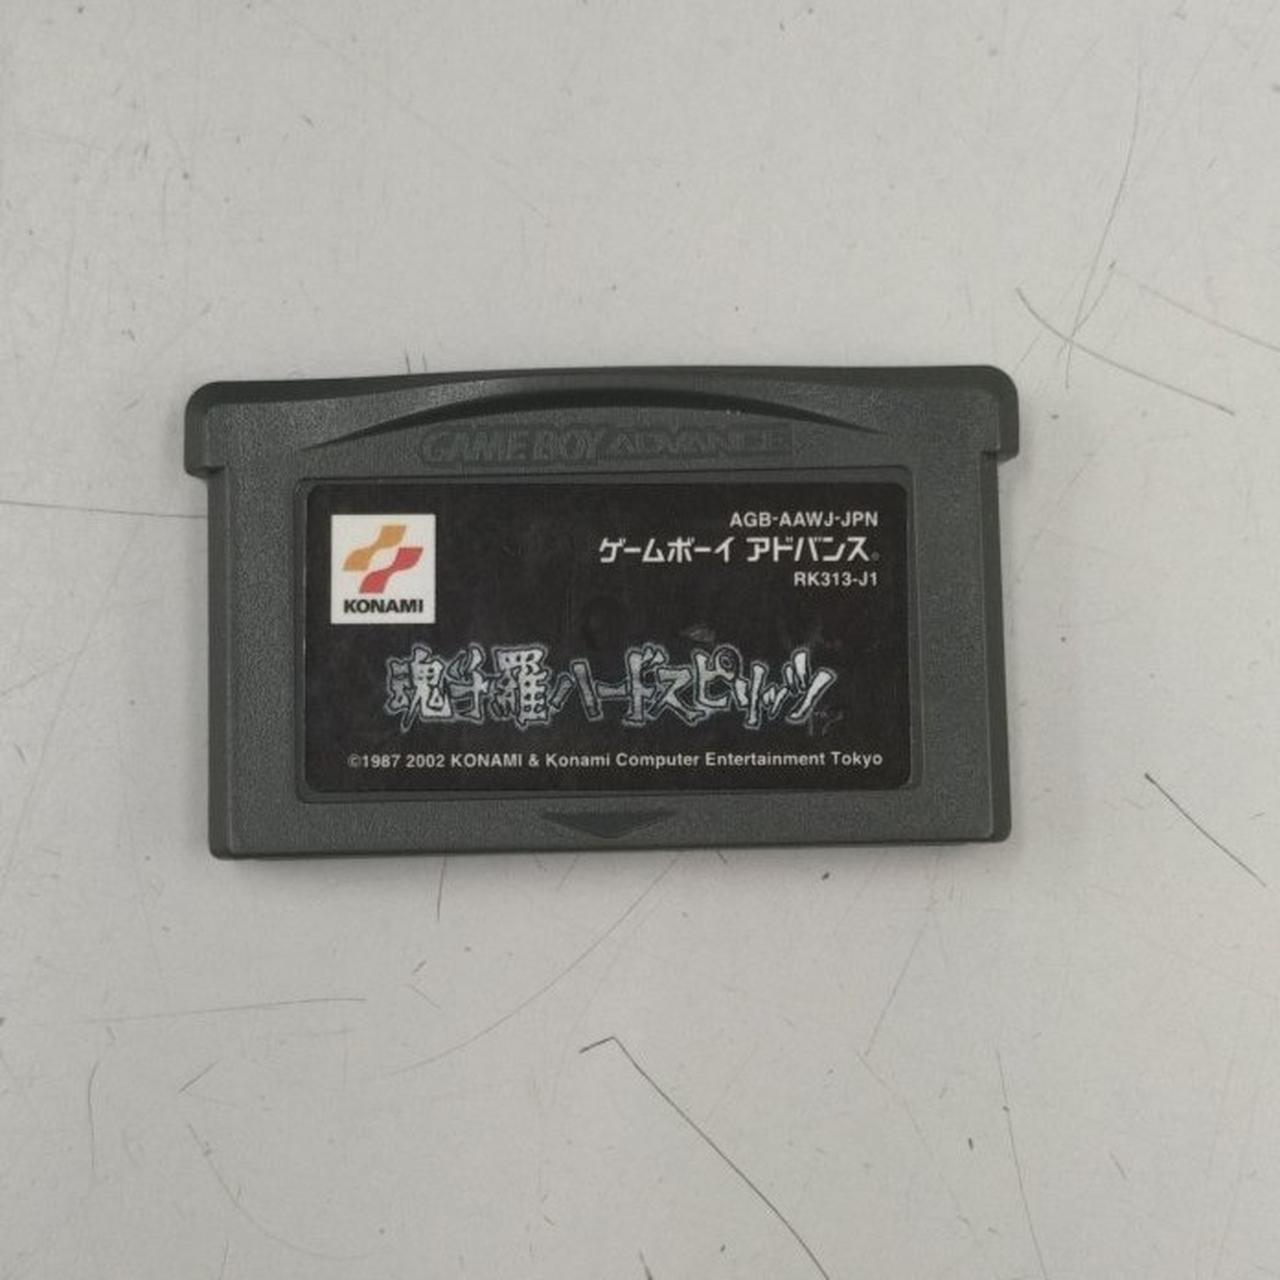 GAME BOY ADVANCE
AGB-AAWJ-JPN
ゲームボーイ アドバンス®
RK313-J1
KONAMI
魂斗羅ハードスピリッツ
©1987 2002 KONAMI & Konami Computer Entertainment Tokyo